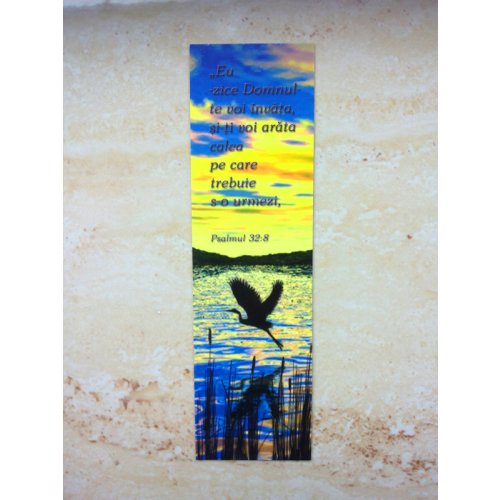 „Eu
-zice Domnul-
te voi învăța,
și-ți voi arăta
calea
pe care
trebuie
s-o urmezi,
Psalmul 32:8